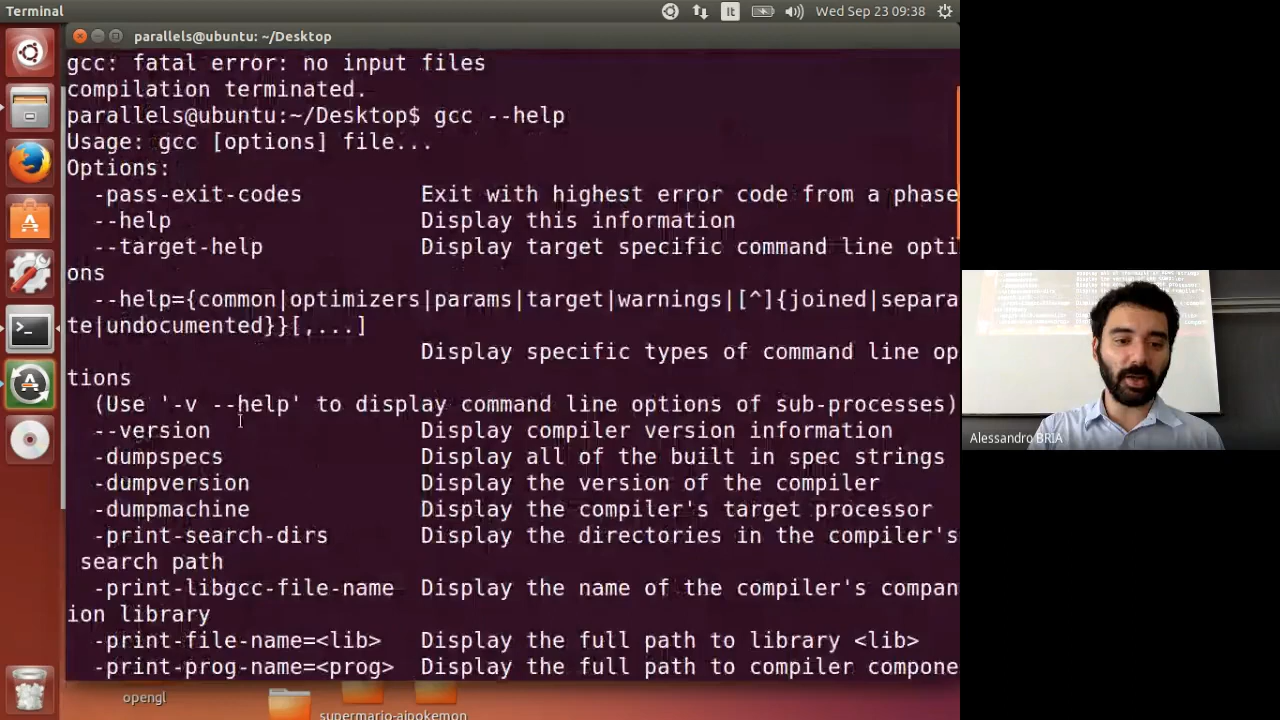 Terminal
It
Wed Sep 23 09:38
parallels@ubuntu: ~/Desktop
gcc: fatal error: no input files
compilation terminated.
parallels@ubuntu:~/Desktop$ gcc --help
Usage: gcc [options] file...
Options:
-pass-exit-codes Exit with highest error code from a phase
--help Display this information
--target-help Display target specific command line opti
ons
--help={common|optimizers|params|target|warnings|[^]{joined|separa
te|undocumented}}[,...]
Display specific types of command line op
tions
(Use '-v --help' to display command line options of sub-processes)
--version Display compiler version information
-dumpspecs Display all of the built in spec strings
-dumpversion Display the version of the compiler
-dumpmachine Display the compiler's target processor
-print-search-dirs Display the directories in the compiler's
search path
-print-libgcc-file-name Display the name of the compiler's compan
ion library
-print-file-name=<lib> Display the full path to library <lib>
-print-prog-name=<prog> Display the full path to compiler compone
opengl
supermario-aipokemon
Alessandro BRIA